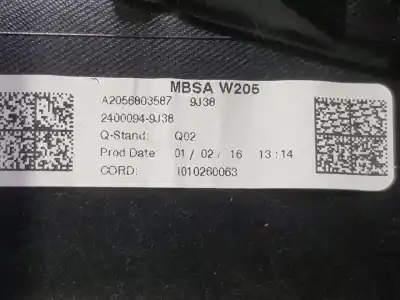 MBSA W205
A2056803587 9J38
2400094-9J38
Q-Stand: Q02
Prod Date 01/ 02/ 16 13:14
CORD: 1010260063